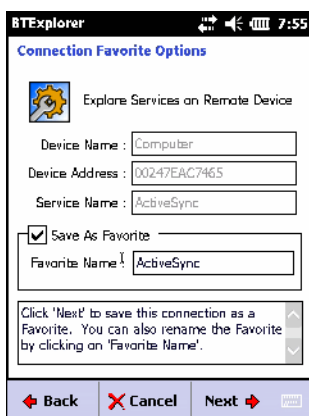 BTExplorer 7:55
Connection Favorite Options
Explore Services on Remote Device
Device Name : Computer
Device Address : 00247EAC7465
Service Name : ActiveSync
Save As Favorite
Favorite Name : ActiveSync
Click 'Next' to save this connection as a
Favorite. You can also rename the Favorite
by clicking on 'Favorite Name'.
Back Cancel Next